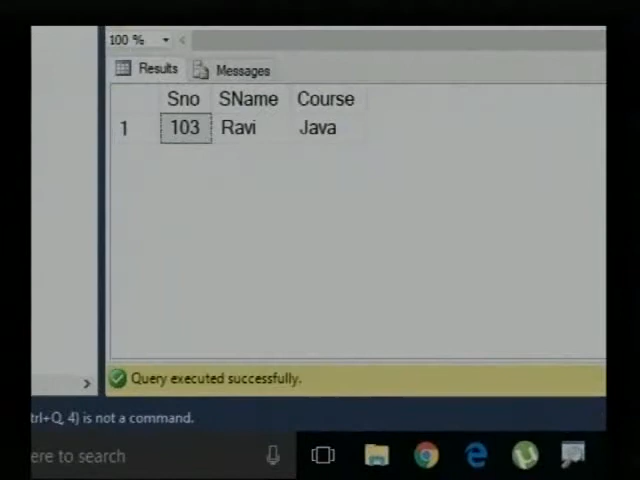 100 %
Results Messages
Sno SName Course
1 103 Ravi Java
Query executed successfully.
trl+Q, 4) is not a command.
ere to search